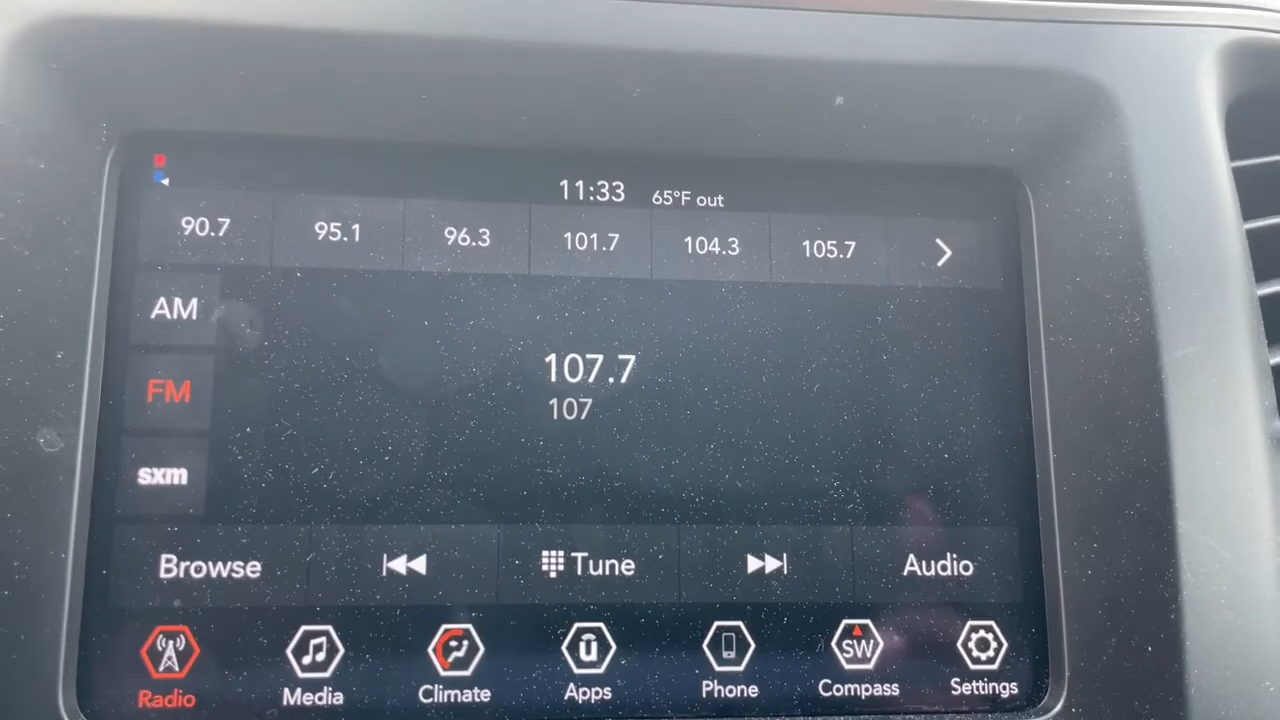 11:33 65°F out
90.7 95.1 96.3 101.7 104.3 105.7
AM
107.7
FM
107
sxm
Browse Tune Audio
u SW
Radio Media Climate Apps Phone Compass Settings